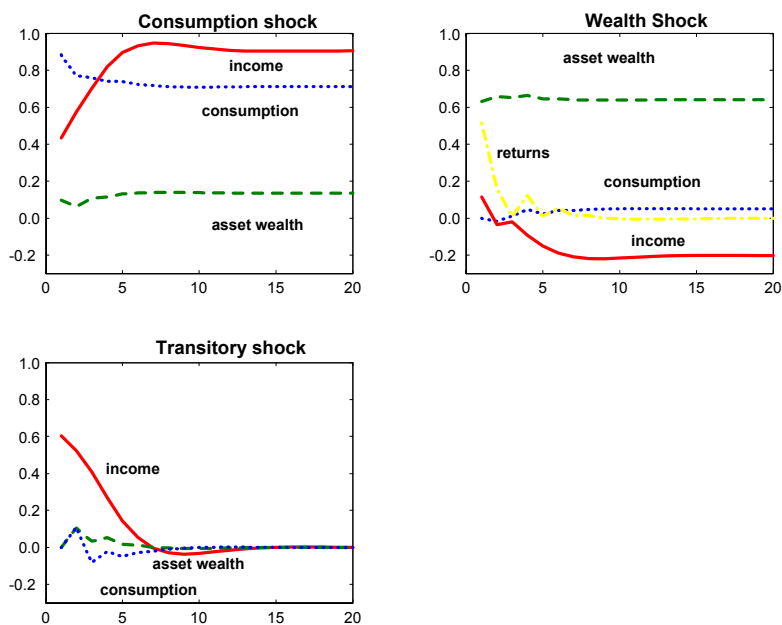 Consumption shock
1.0
0.8
0.6
0.4
0.2
0.0
-0.2
income
consumption
asset wealth
0 5 10 15 20
Wealth Shock
1.0
0.8
0.6
0.4
0.2
0.0
-0.2
asset wealth
returns
consumption
income
0 5 10 15 20
Transitory shock
1.0
0.8
0.6
0.4
0.2
0.0
-0.2
income
asset wealth
consumption
0 5 10 15 20